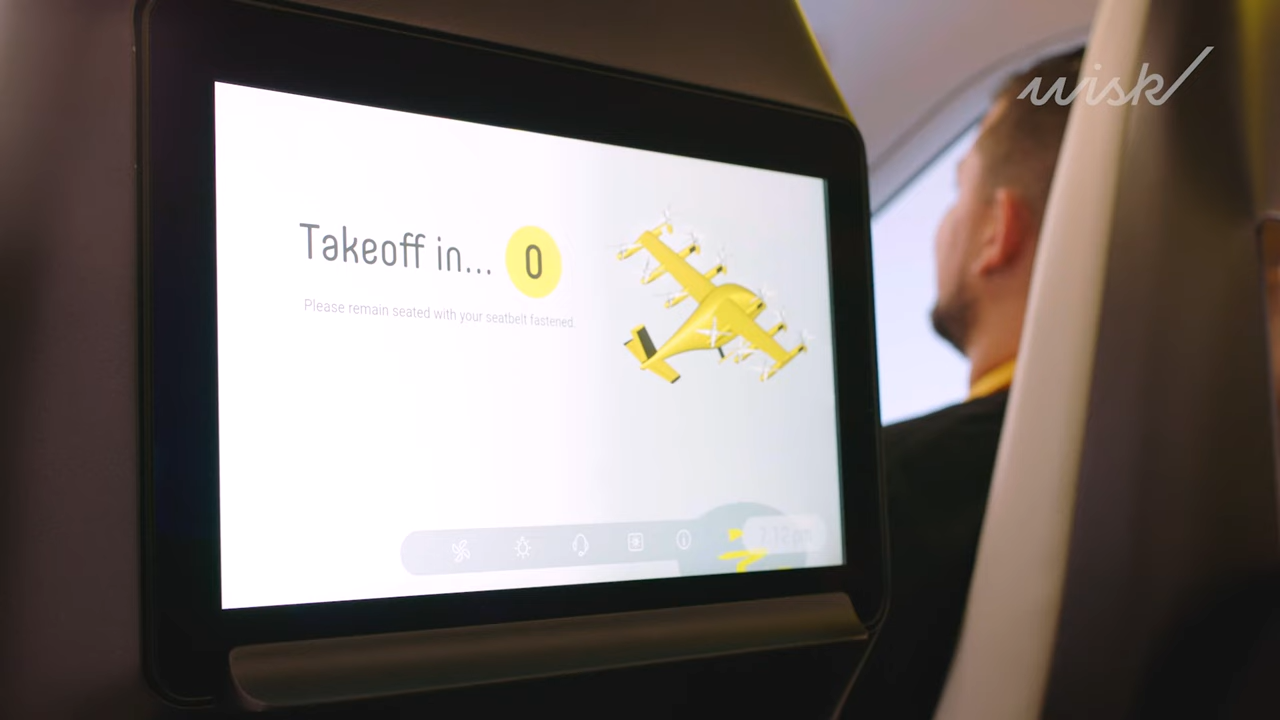 wisk
Takeoff in... 0
Please remain seated with your seatbelt fastened.